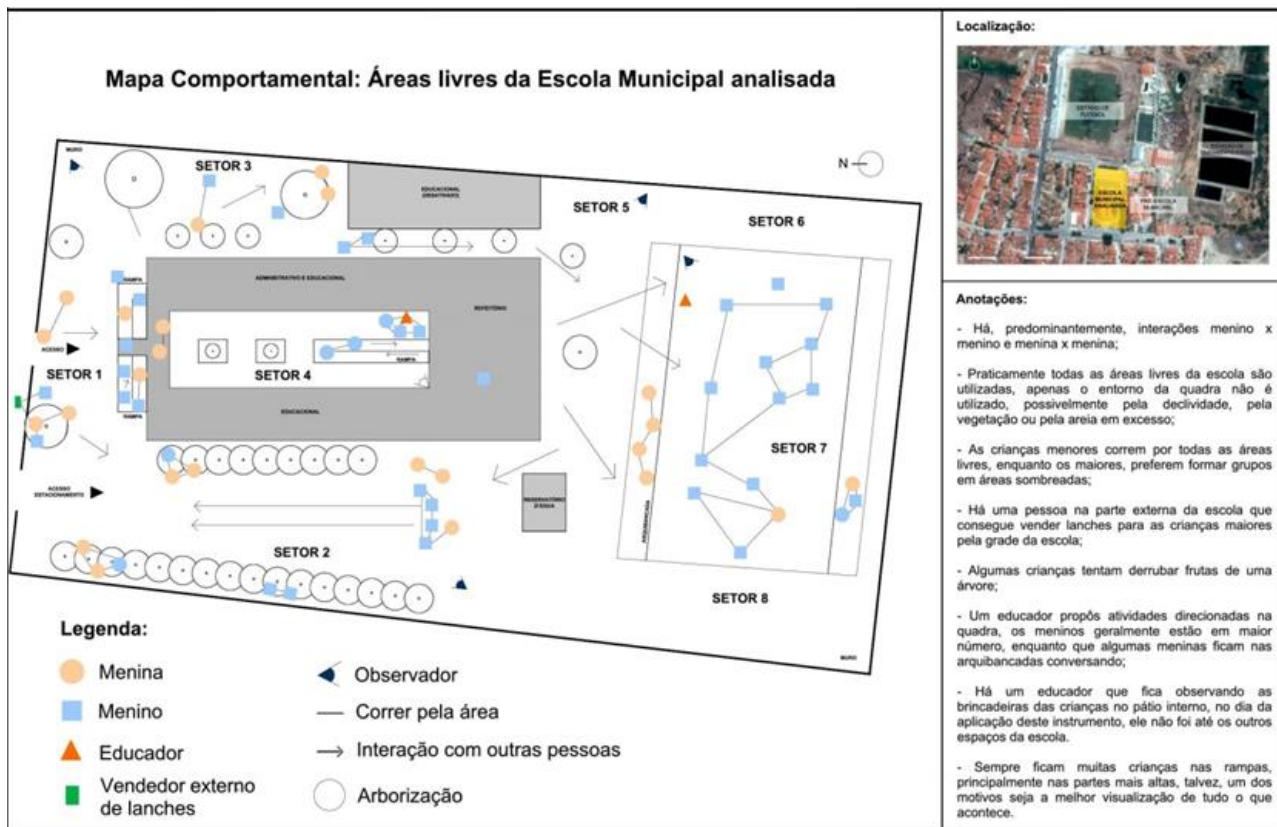 Mapa Comportamental: Áreas livres da Escola Municipal analisada
N
MURO
SETOR 3
EDUCACIONAL
(DESATIVADO)
SETOR 5
SETOR 6
RAMPA
ADMINISTRATIVO E EDUCACIONAL
REFEITÓRIO
ACESSO
SETOR 1
SETOR 4
RAMPA
RAMPA
EDUCACIONAL
SETOR 7
ACESSO
ESTACIONAMENTO
RESERVATÓRIO
D'ÁGUA
ARQUIBANCADA
SETOR 2
SETOR 8
MURO
Legenda:
Menina
Menino
Educador
Vendedor externo
de lanches
Observador
Correr pela área
Interação com outras pessoas
Arborização
Localização:
ESTÁDIO DE
FUTEBOL
ESCOLA
MUNICIPAL
ANALISADA
PRÉ-ESCOLA
MUNICIPAL
Anotações:
- Há, predominantemente, interações menino x
menino e menina x menina;
- Praticamente todas as áreas livres da escola são
utilizadas, apenas o entorno da quadra não é
utilizado, possivelmente pela declividade, pela
vegetação ou pela areia em excesso;
- As crianças menores correm por todas as áreas
livres, enquanto os maiores, preferem formar grupos
em áreas sombreadas;
- Há uma pessoa na parte externa da escola que
consegue vender lanches para as crianças maiores
pela grade da escola;
- Algumas crianças tentam derrubar frutas de uma
árvore;
- Um educador propôs atividades direcionadas na
quadra, os meninos geralmente estão em maior
número, enquanto que algumas meninas ficam nas
arquibancadas conversando;
- Há um educador que fica observando as
brincadeiras das crianças no pátio interno, no dia da
aplicação deste instrumento, ele não foi até os outros
espaços da escola.
- Sempre ficam muitas crianças nas rampas,
principalmente nas partes mais altas, talvez, um dos
motivos seja a melhor visualização de tudo o que
acontece.